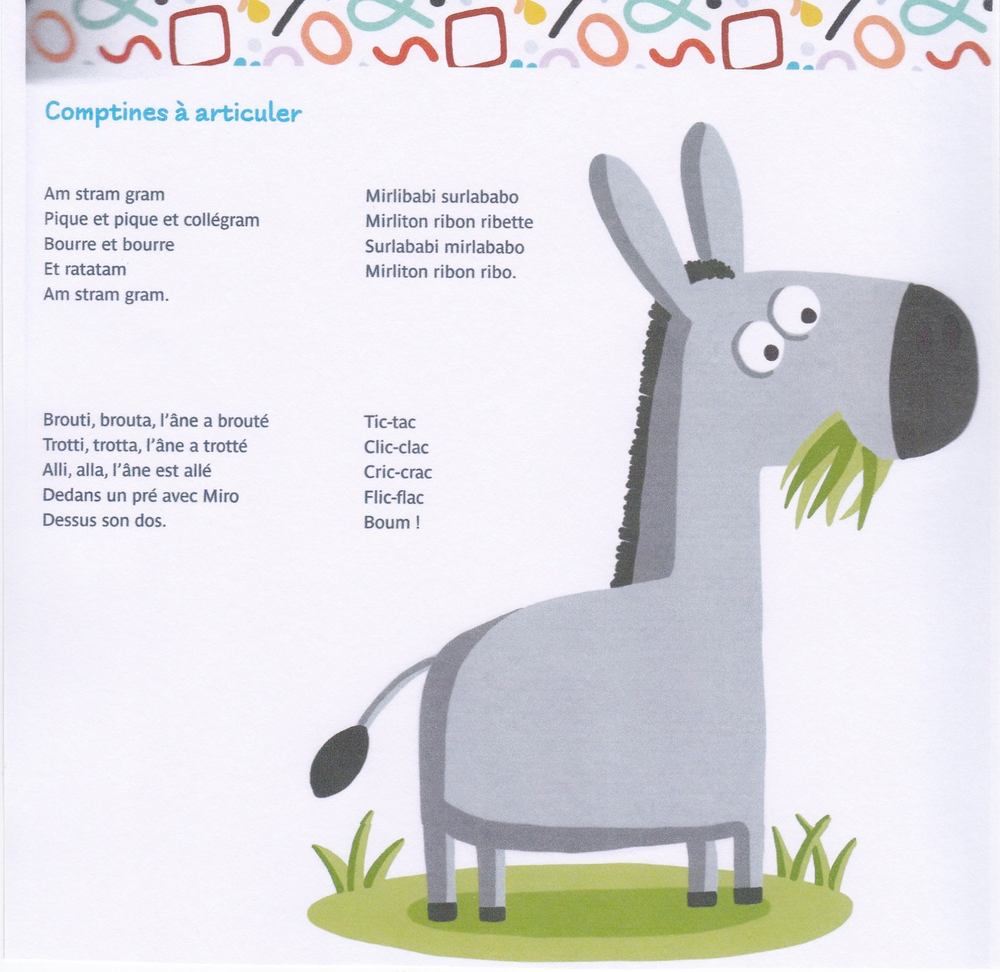 Comptines à articuler
Am stram gram
Pique et pique et collégram
Bourre et bourre
Et ratatam
Am stram gram.
Mirlibabi surlababo
Mirliton ribon ribette
Surlababi mirlababo
Mirliton ribon ribo.
Brouti, brouta, l’âne a brouté
Trotti, trotta, l’âne a trotté
Alli, alla, l’âne est allé
Dedans un pré avec Miro
Dessus son dos.
Tic-tac
Clic-clac
Cric-crac
Flic-flac
Boum !